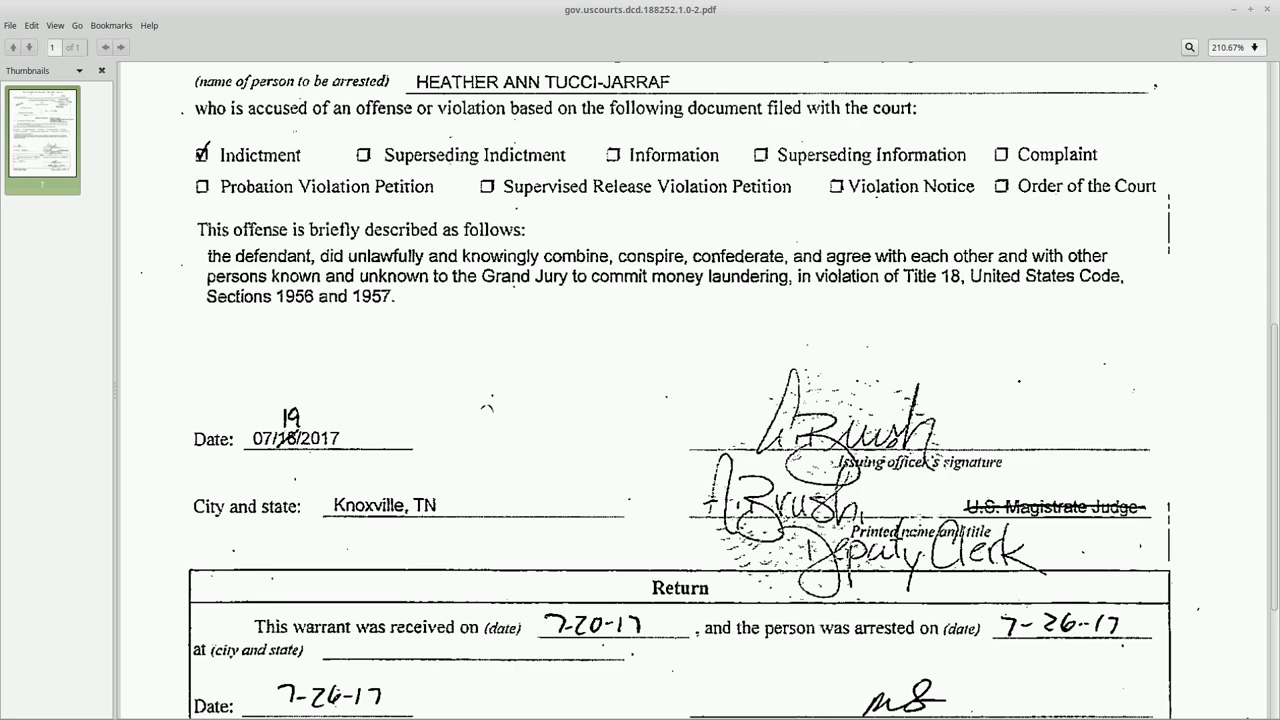 gov.uscourts.dcd.188252.1.0-2.pdf
File Edit View Go Bookmarks Help
1 of 1 210.67%
Thumbnails
1
(name of person to be arrested) HEATHER ANN TUCCI-JARRAF ,
who is accused of an offense or violation based on the following document filed with the court:
Indictment Superseding Indictment Information Superseding Information Complaint
Probation Violation Petition Supervised Release Violation Petition Violation Notice Order of the Court
This offense is briefly described as follows:
the defendant, did unlawfully and knowingly combine, conspire, confederate, and agree with each other and with other
persons known and unknown to the Grand Jury to commit money laundering, in violation of Title 18, United States Code,
Sections 1956 and 1957.
19
Date: 07/18/2017
A Brush
Issuing officer's signature
City and state: Knoxville, TN
A. Brush, U.S. Magistrate Judge
Printed name and title
Deputy Clerk
Return
This warrant was received on (date) 7-20-17 , and the person was arrested on (date) 7-26-17
at (city and state) .
Date: 7-26-17